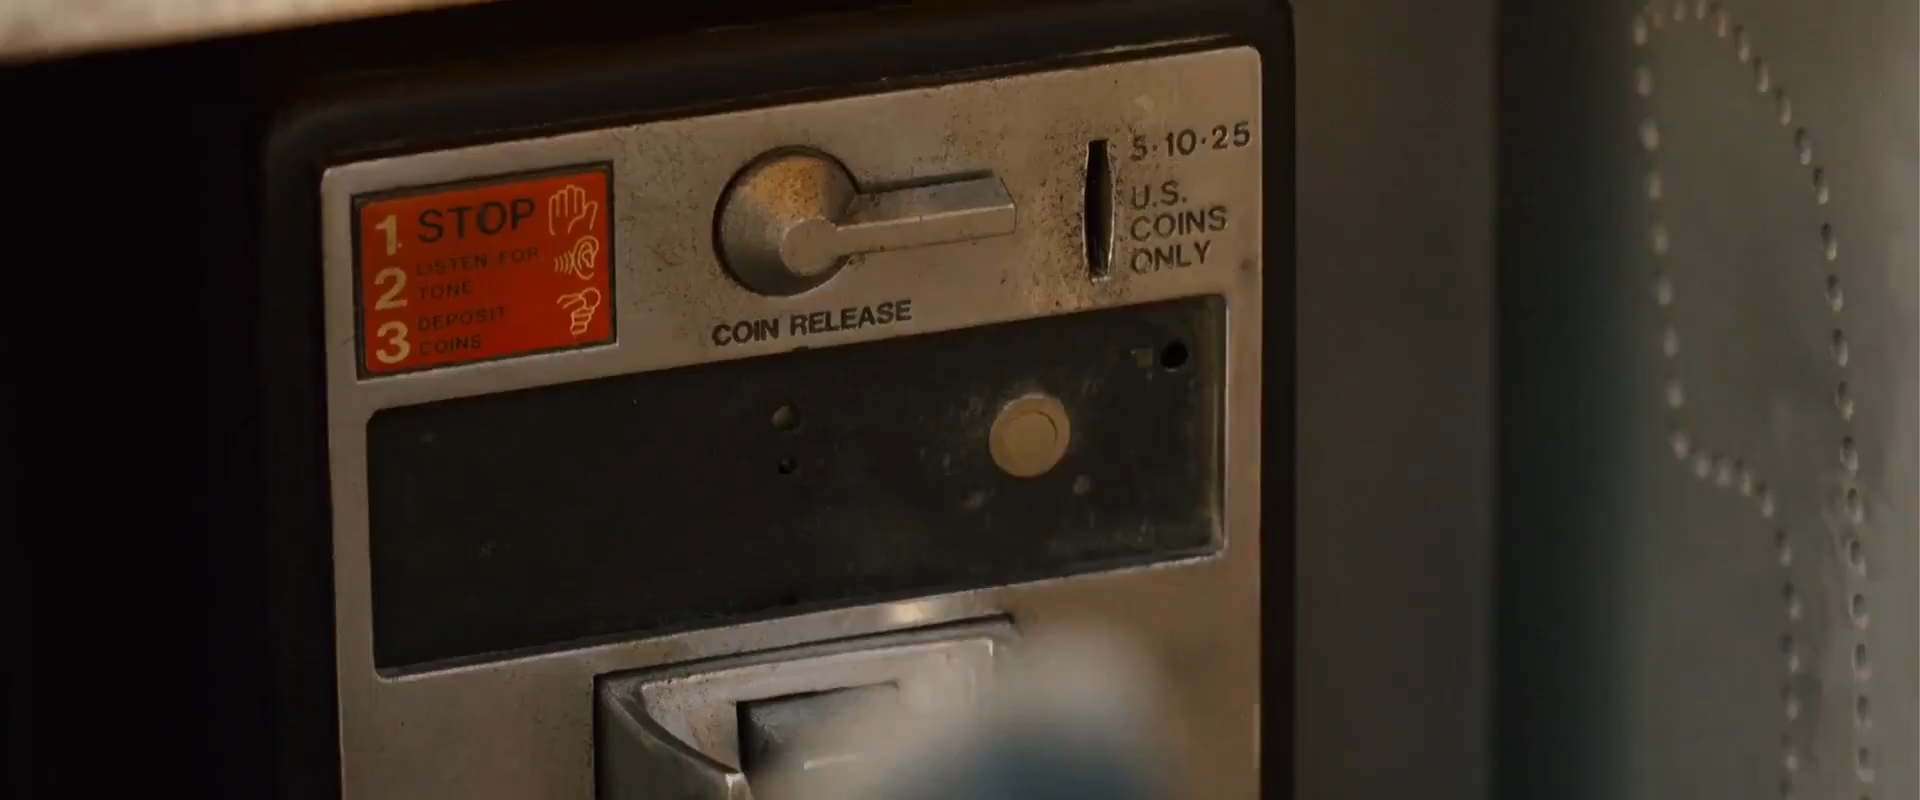 1 STOP
2 LISTEN FOR
TONE
3 DEPOSIT
COINS
COIN RELEASE
5·10·25
U.S.
COINS
ONLY